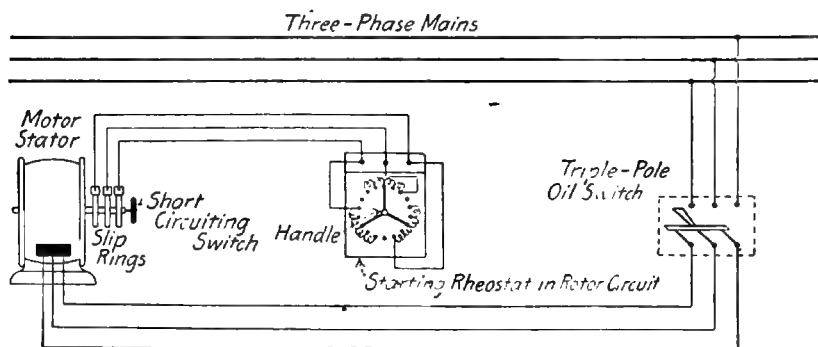 Three-Phase Mains
Motor
Stator
Short
Circuiting
Switch
Slip
Rings
Handle
Triple-Pole
Oil Switch
Starting Rheostat in Rotor Circuit